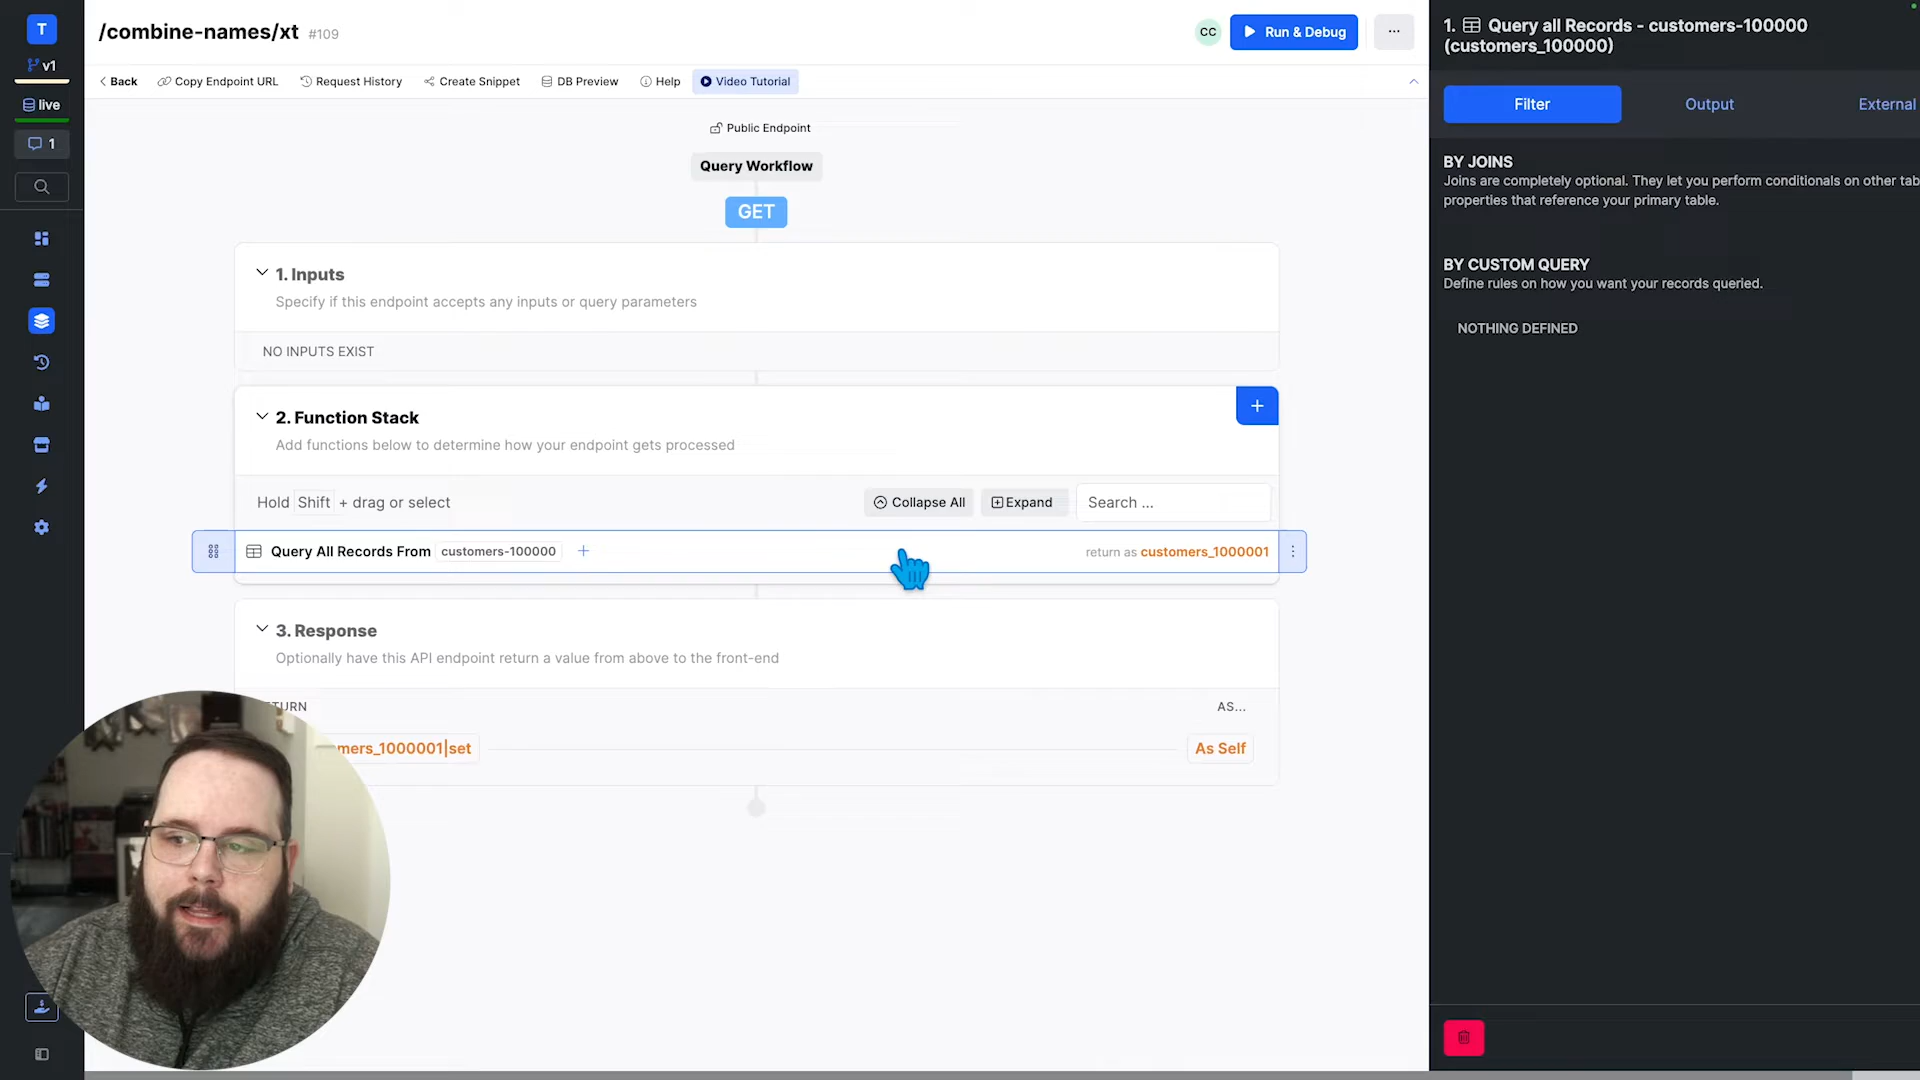 T
/combine-names/xt #109
CC
Run & Debug
...
v1
live
1
Back
Copy Endpoint URL
Request History
Create Snippet
DB Preview
Help
Video Tutorial
Public Endpoint
Query Workflow
GET
1. Inputs
Specify if this endpoint accepts any inputs or query parameters
NO INPUTS EXIST
2. Function Stack
+
Add functions below to determine how your endpoint gets processed
Hold Shift + drag or select
Collapse All
Expand
Search ...
Query All Records From customers-100000 +
return as customers_1000001
3. Response
Optionally have this API endpoint return a value from above to the front-end
TURN
AS...
mers_1000001|set
As Self
1. Query all Records - customers-100000
(customers_100000)
Filter
Output
External
BY JOINS
Joins are completely optional. They let you perform conditionals on other tab
properties that reference your primary table.
BY CUSTOM QUERY
Define rules on how you want your records queried.
NOTHING DEFINED